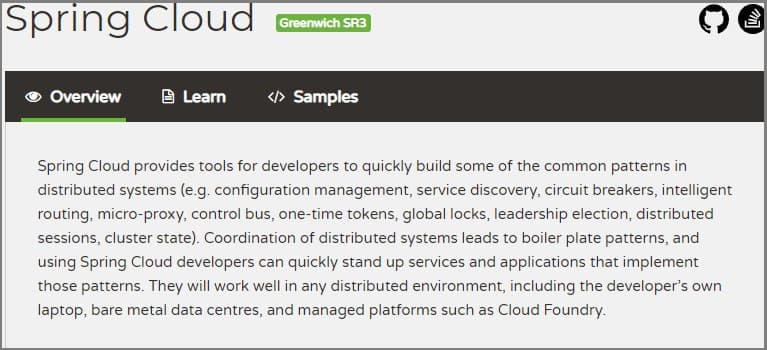 Spring Cloud Greenwich SR3
Overview Learn Samples
Spring Cloud provides tools for developers to quickly build some of the common patterns in
distributed systems (e.g. configuration management, service discovery, circuit breakers, intelligent
routing, micro-proxy, control bus, one-time tokens, global locks, leadership election, distributed
sessions, cluster state). Coordination of distributed systems leads to boiler plate patterns, and
using Spring Cloud developers can quickly stand up services and applications that implement
those patterns. They will work well in any distributed environment, including the developer's own
laptop, bare metal data centres, and managed platforms such as Cloud Foundry.